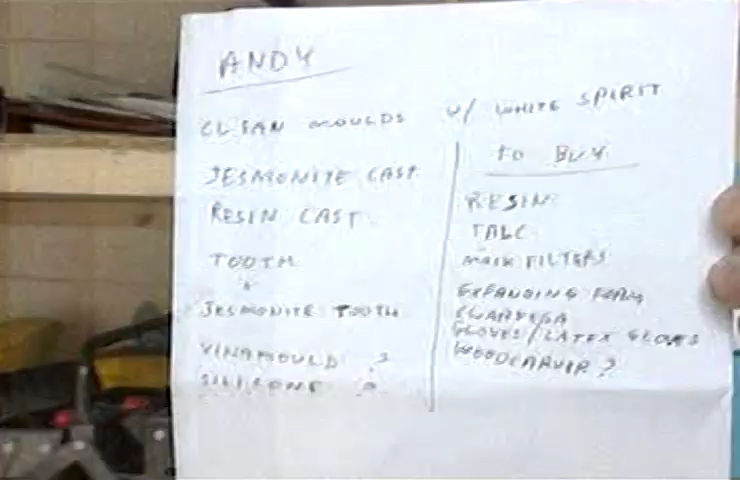 ANDY
CLEAN MOULDS W/ WHITE SPIRIT
JESMONITE CAST
RESIN CAST
TOOTH
JESMONITE TOOTH
VINAMOULD ?
SILICONE ?
TO BUY
RESIN
TALC
MASK FILTERS
EXPANDING FOAM
SWARFEGA
GLOVES/LATEX GLOVES
WOODCARVER?